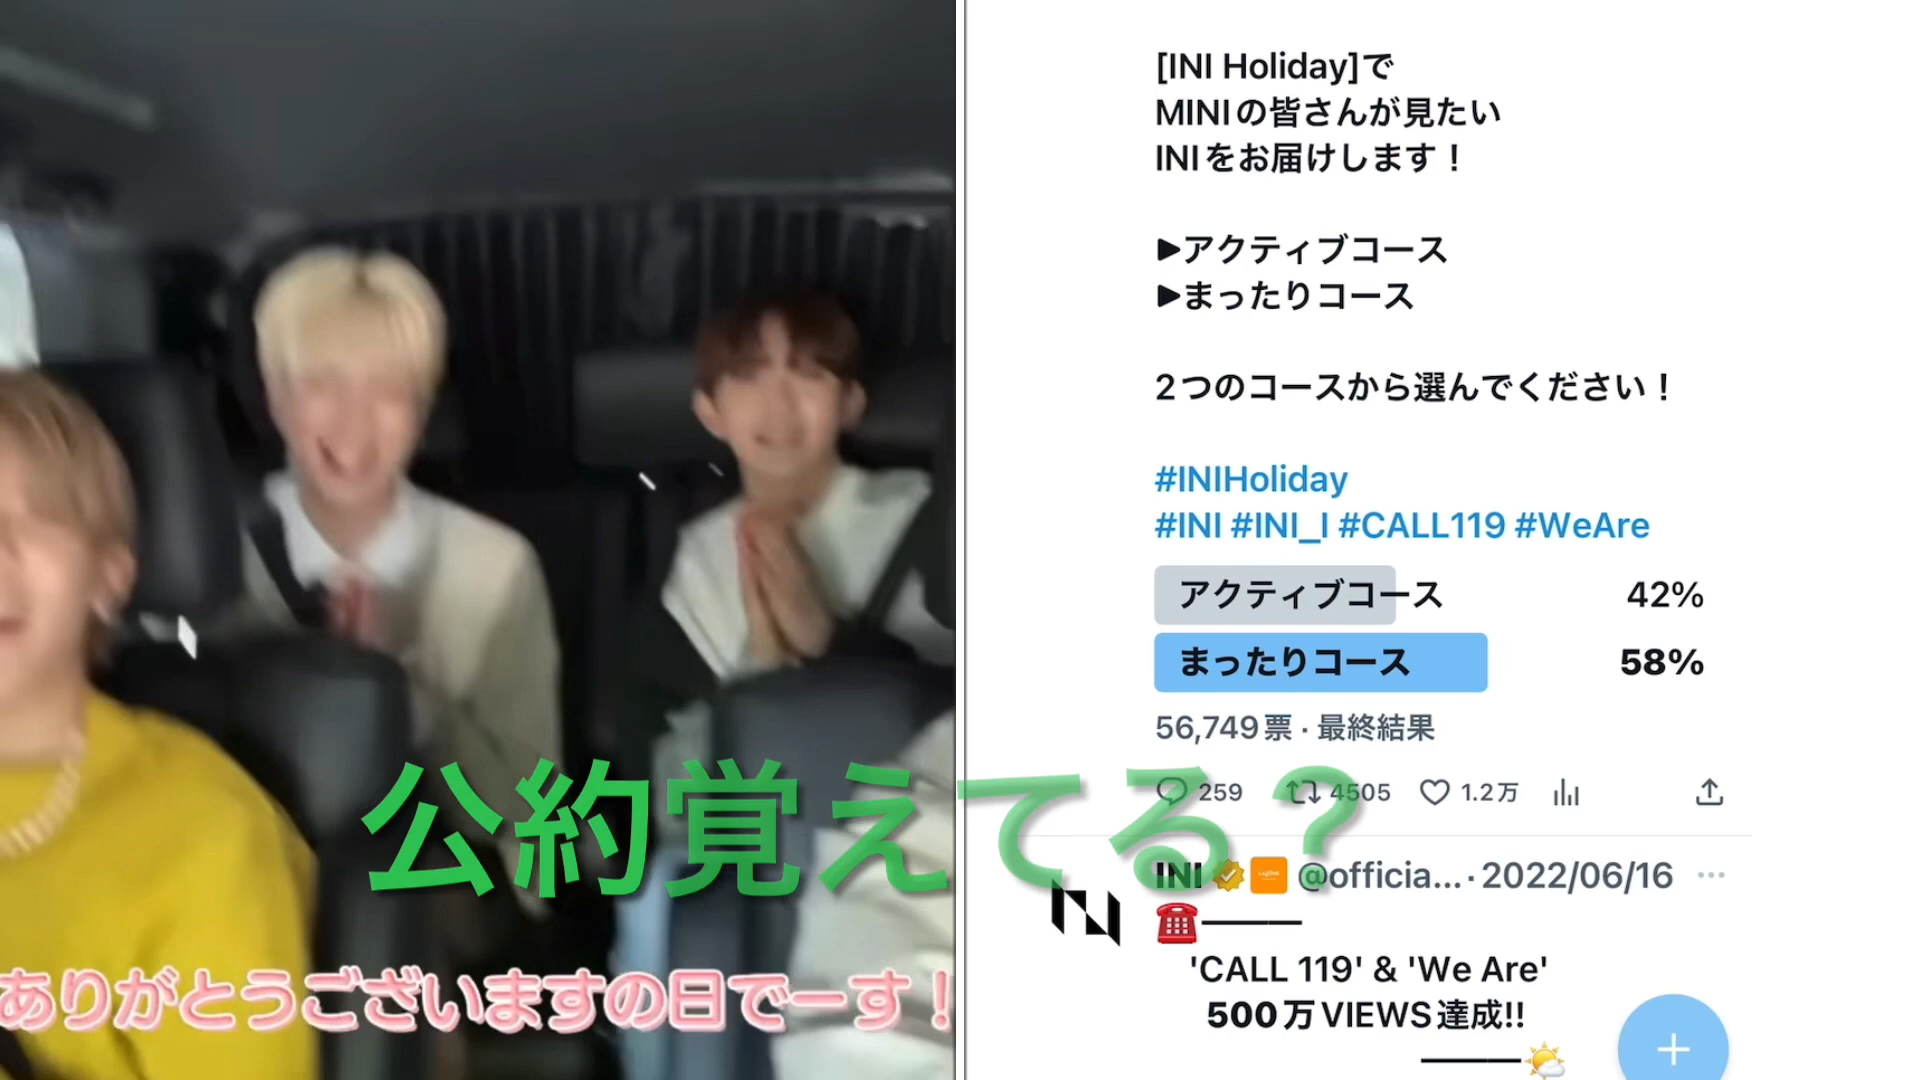 [INI Holiday]で
MINIの皆さんが見たい
INIをお届けします！
▶アクティブコース
▶まったりコース
2つのコースから選んでください！
#INIHoliday
#INI #INI_I #CALL119 #WeAre
アクティブコース 42%
まったりコース 58%
56,749票・最終結果
259 4505 1.2万
公約覚えてる？
INI @officia...・2022/06/16
'CALL 119' & 'We Are'
500万VIEWS達成!!
ありがとうございますの日でーす！